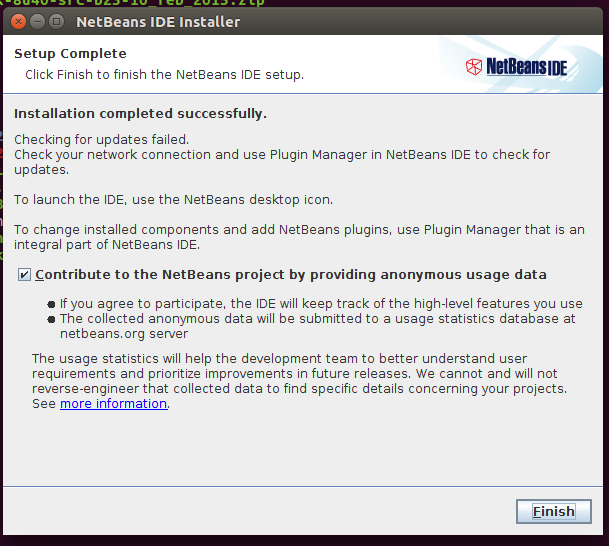 k-8u40-src-b25-10_feb_2015.zip
NetBeans IDE Installer
Setup Complete
Click Finish to finish the NetBeans IDE setup.
NetBeans IDE
Installation completed successfully.
Checking for updates failed.
Check your network connection and use Plugin Manager in NetBeans IDE to check for
updates.
To launch the IDE, use the NetBeans desktop icon.
To change installed components and add NetBeans plugins, use Plugin Manager that is an
integral part of NetBeans IDE.
Contribute to the NetBeans project by providing anonymous usage data
● If you agree to participate, the IDE will keep track of the high-level features you use
● The collected anonymous data will be submitted to a usage statistics database at
netbeans.org server
The usage statistics will help the development team to better understand user
requirements and prioritize improvements in future releases. We cannot and will not
reverse-engineer that collected data to find specific details concerning your projects.
See more information.
Finish